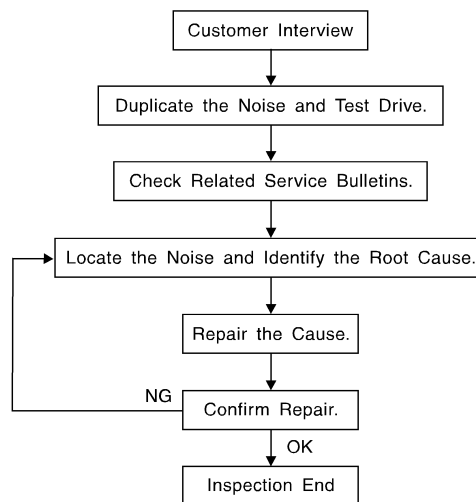 Customer Interview
Duplicate the Noise and Test Drive.
Check Related Service Bulletins.
Locate the Noise and Identify the Root Cause.
Repair the Cause.
NG
Confirm Repair.
OK
Inspection End